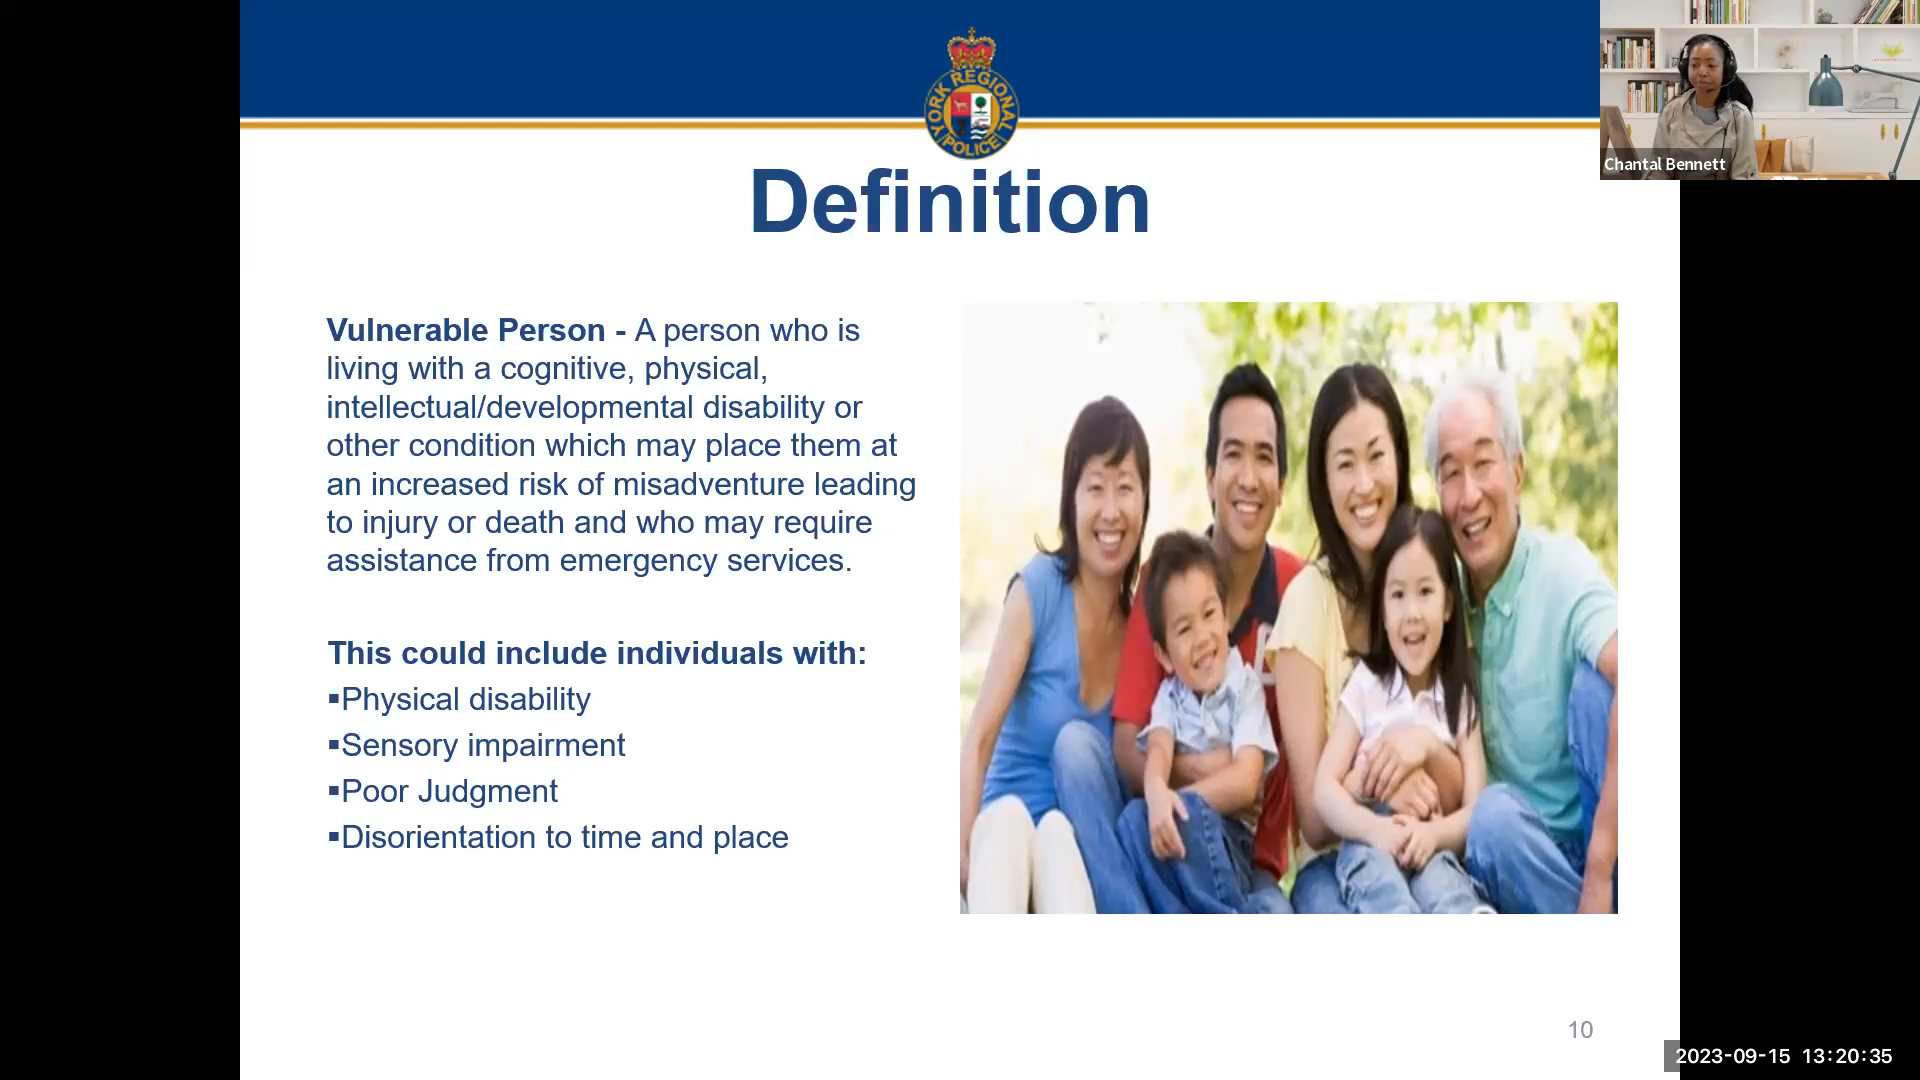 YORK REGIONAL
POLICE
Chantal Bennett
Definition
Vulnerable Person - A person who is
living with a cognitive, physical,
intellectual/developmental disability or
other condition which may place them at
an increased risk of misadventure leading
to injury or death and who may require
assistance from emergency services.
This could include individuals with:
▪Physical disability
▪Sensory impairment
▪Poor Judgment
▪Disorientation to time and place
10
2023-09-15 13:20:35